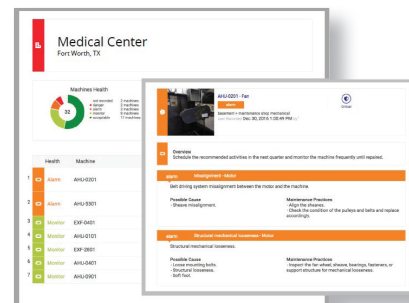 Medical Center
Fort Worth, TX
Machines Health
32
not recorded
danger
alarm
monitor
acceptable
3 machines
2 machines
2 machines
8 machines
17 machines
Health Machine
1 Alarm AHU-0201
2 Alarm AHU-5301
3 Monitor EXF-0401
4 Monitor AHU-0101
5 Monitor EXF-2801
6 Monitor AHU-0401
7 Monitor AHU-0901
AHU-0201 - Fan
alarm
basement > maintenance shop mechanical
Dec. 30, 2016 1:00:49 PM
Overview
Schedule the recommended activities in the next quarter and monitor the machine frequently until repaired.
alarm Misalignment - Motor
Belt driving system misalignment between the motor and the machine.
Possible Cause
- Sheave misalignment.
Maintenance Practices
- Align the sheaves.
- Check the condition of the pulleys and belts and replace
accordingly.
alarm Structural mechanical looseness - Motor
Structural mechanical looseness.
Possible Cause
- Loose mounting bolts.
- Structural looseness.
- Soft foot.
Maintenance Practices
- Inspect the fan wheel, sheave, bearings, fasteners, or
support structure for mechanical looseness.